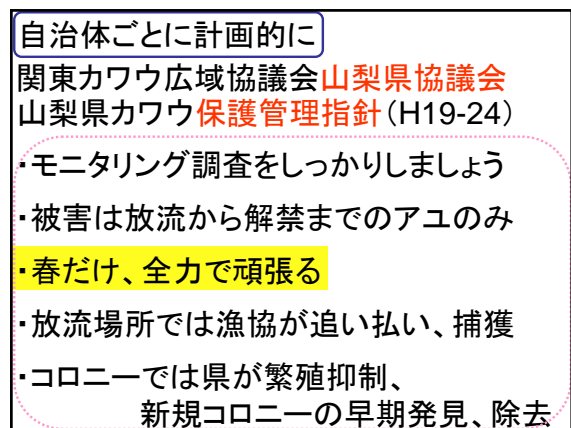 自治体ごとに計画的に
関東カワウ広域協議会山梨県協議会
山梨県カワウ保護管理指針(H19-24)
・モニタリング調査をしっかりしましょう
・被害は放流から解禁までのアユのみ
・春だけ、全力で頑張る
・放流場所では漁協が追い払い、捕獲
・コロニーでは県が繁殖抑制、
新規コロニーの早期発見、除去